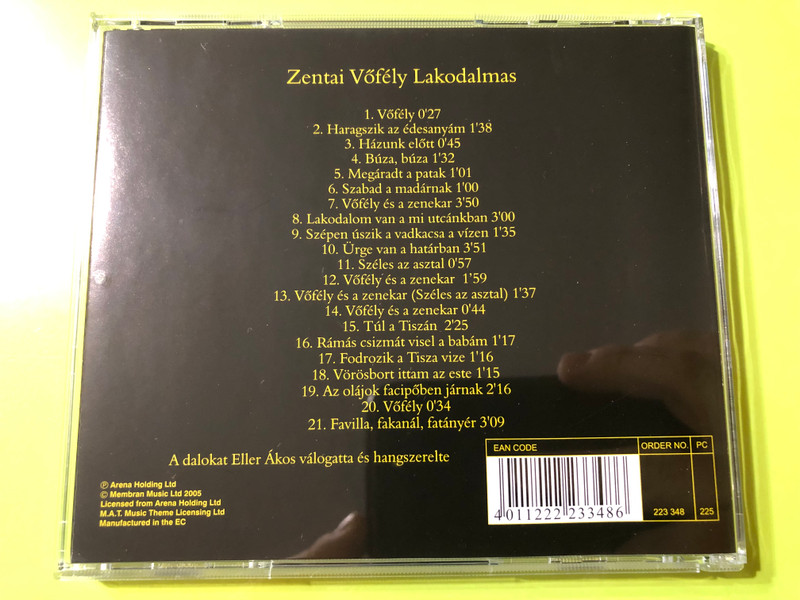 Zentai Vőfély Lakodalmas
1. Vőfély 0'27
2. Haragszik az édesanyám 1'38
3. Házunk előtt 0'45
4. Búza, búza 1'32
5. Megáradt a patak 1'01
6. Szabad a madárnak 1'00
7. Vőfély és a zenekar 3'50
8. Lakodalom van a mi utcánkban 3'00
9. Szépen úszik a vadkacsa a vízen 1'35
10. Ürge van a határban 3'51
11. Széles az asztal 0'57
12. Vőfély és a zenekar 1'59
13. Vőfély és a zenekar (Széles az asztal) 1'37
14. Vőfély és a zenekar 0'44
15. Túl a Tiszán 2'25
16. Rámás csizmát visel a babám 1'17
17. Fodrozik a Tisza vize 1'16
18. Vörösbort ittam az este 1'15
19. Az olájok facipőben járnak 2'16
20. Vőfély 0'34
21. Favilla, fakanál, fatányér 3'09
A dalokat Eller Ákos válogatta és hangszerelte
℗ Arena Holding Ltd
© Membran Music Ltd 2005
Licensed from Arena Holding Ltd
M.A.T. Music Theme Licensing Ltd
Manufactured in the EC
EAN CODE
ORDER NO.
PC
4 011222 233486
223 348
225